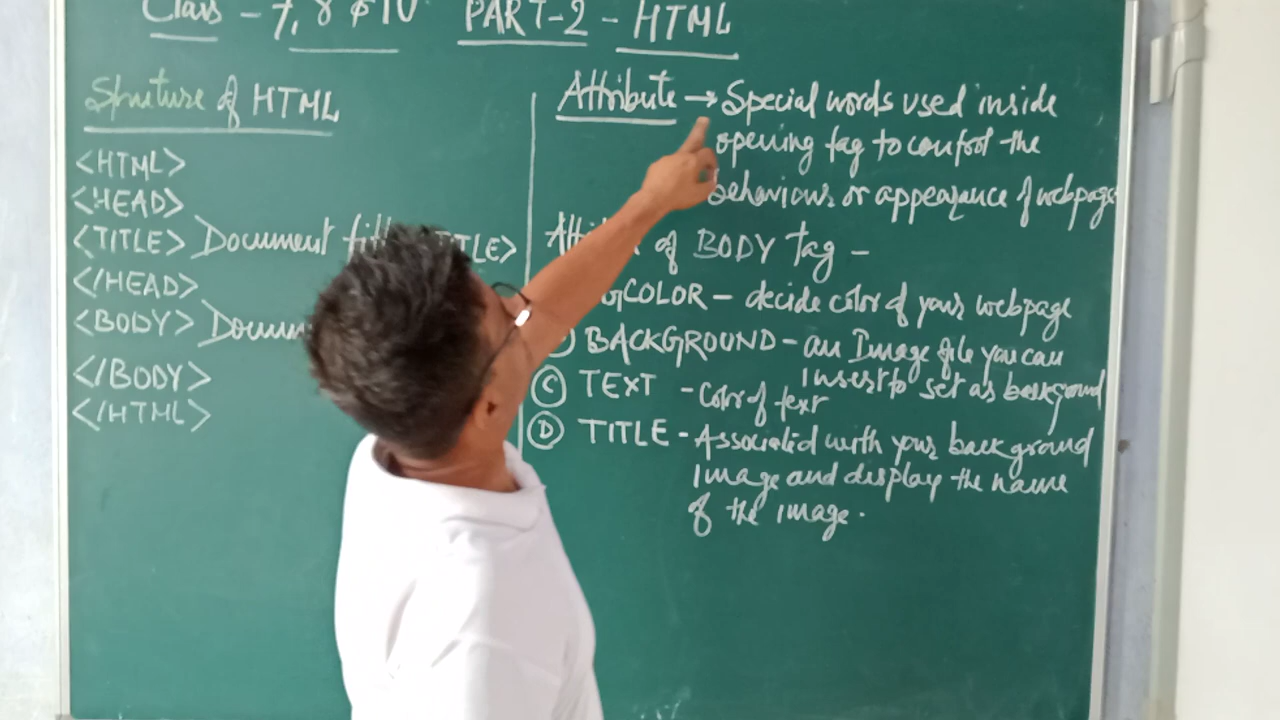 Class - 7, 8 & 10 PART-2 - HTML
Structure of HTML
<HTML>
<HEAD>
<TITLE> Document TLE>
</HEAD>
<BODY> Docum
</BODY>
</HTML>
Attribute → Special words used inside
opening tag to control the
behaviour or appearance of webpage
of BODY tag -
GCOLOR - decide color of your webpage
BACKGROUND - an Image file you can
insert to set as background
(C) TEXT - Color of text
(D) TITLE - Associated with your background
image and display the name
of the image.